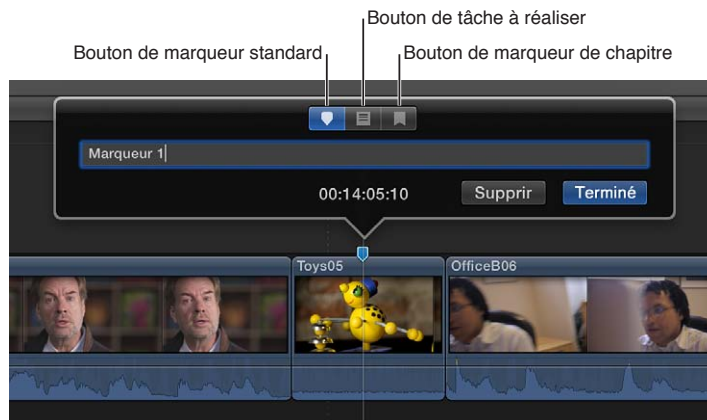 Bouton de tâche à réaliser
Bouton de marqueur standard
Bouton de marqueur de chapitre
Marqueur 1
00:14:05:10
Supprir
Terminé
Toys05
OfficeB06